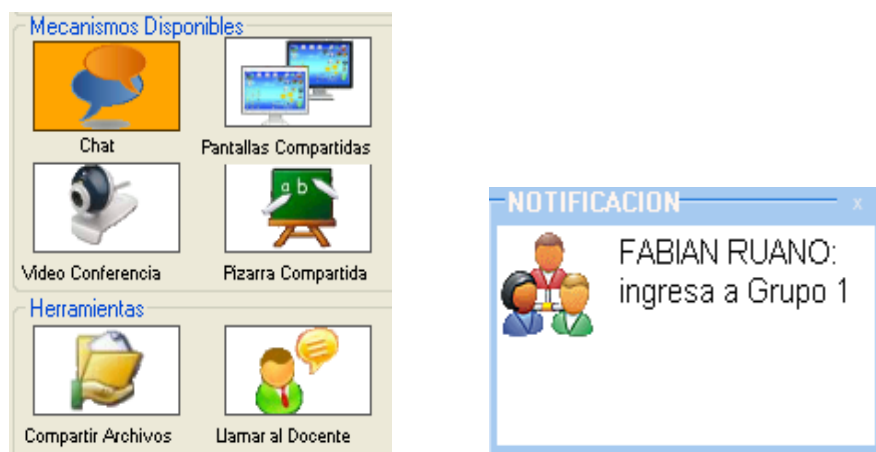 Mecanismos Disponibles
Chat
Pantallas Compartidas
a b
Video Conferencia
Pizarra Compartida
Herramientas
Compartir Archivos
Llamar al Docente
NOTIFICACION
x
FABIAN RUANO:
ingresa a Grupo 1